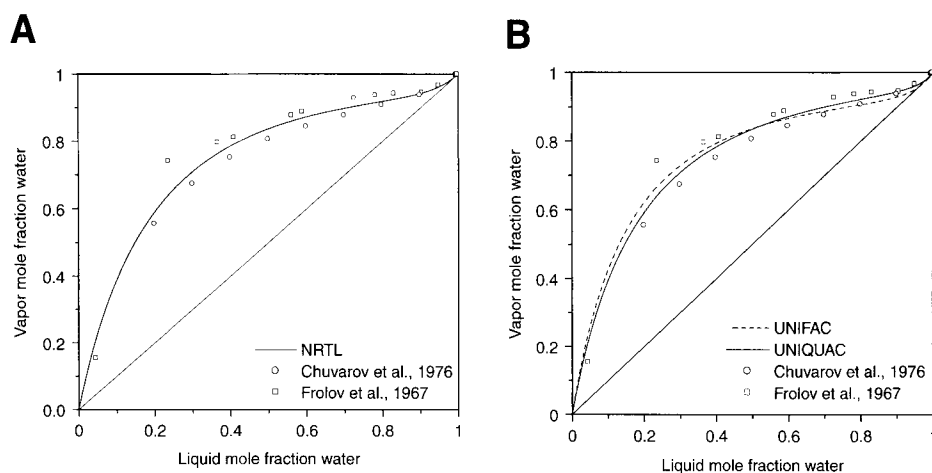 A
1
0.8
0.6
0.4
0.2
0.0
0
0.2
0.4
0.6
0.8
1
Vapor mole fraction water
Liquid mole fraction water
NRTL
Chuvarov et al., 1976
Frolov et al., 1967
B
1
0.8
0.6
0.4
0.2
0
0
0.2
0.4
0.6
0.8
1
Vapor mole fraction water
Liquid mole fraction water
UNIFAC
UNIQUAC
Chuvarov et al., 1976
Frolov et al., 1967